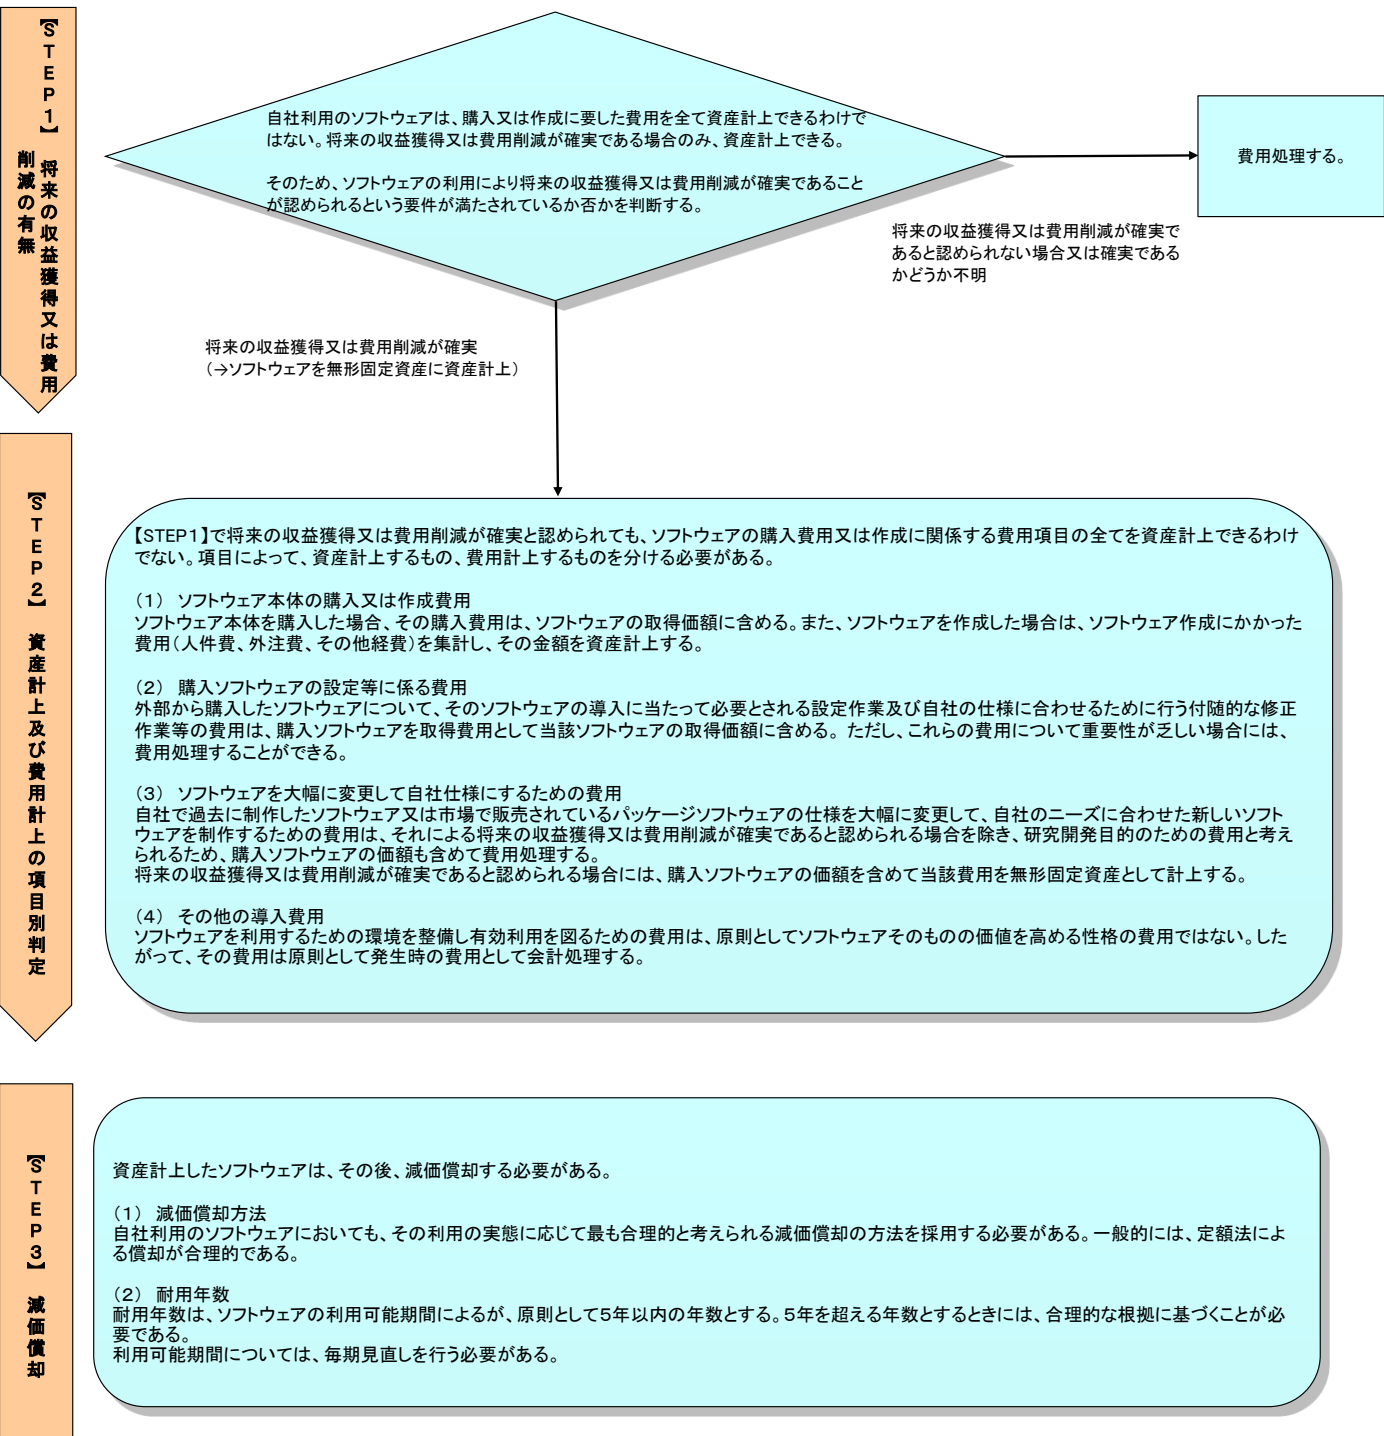 【STEP1】 将来の収益獲得又は費用
削減の有無
自社利用のソフトウェアは、購入又は作成に要した費用を全て資産計上できるわけで
はない。将来の収益獲得又は費用削減が確実である場合のみ、資産計上できる。
そのため、ソフトウェアの利用により将来の収益獲得又は費用削減が確実であること
が認められるという要件が満たされているか否かを判断する。
費用処理する。
将来の収益獲得又は費用削減が確実で
あると認められない場合又は確実である
かどうか不明
将来の収益獲得又は費用削減が確実
（→ソフトウェアを無形固定資産に資産計上）
【STEP2】 資産計上及び費用計上の項目別判定
【STEP1】で将来の収益獲得又は費用削減が確実と認められても、ソフトウェアの購入費用又は作成に関係する費用項目の全てを資産計上できるわけ
でない。項目によって、資産計上するもの、費用計上するものを分ける必要がある。
（1） ソフトウェア本体の購入又は作成費用
ソフトウェア本体を購入した場合、その購入費用は、ソフトウェアの取得価額に含める。また、ソフトウェアを作成した場合は、ソフトウェア作成にかかった
費用（人件費、外注費、その他経費）を集計し、その金額を資産計上する。
（2） 購入ソフトウェアの設定等に係る費用
外部から購入したソフトウェアについて、そのソフトウェアの導入に当たって必要とされる設定作業及び自社の仕様に合わせるために行う付随的な修正
作業等の費用は、購入ソフトウェアを取得費用として当該ソフトウェアの取得価額に含める。ただし、これらの費用について重要性が乏しい場合には、
費用処理することができる。
（3） ソフトウェアを大幅に変更して自社仕様にするための費用
自社で過去に制作したソフトウェア又は市場で販売されているパッケージソフトウェアの仕様を大幅に変更して、自社のニーズに合わせた新しいソフト
ウェアを制作するための費用は、それによる将来の収益獲得又は費用削減が確実であると認められる場合を除き、研究開発目的のための費用と考え
られるため、購入ソフトウェアの価額も含めて費用処理する。
将来の収益獲得又は費用削減が確実であると認められる場合には、購入ソフトウェアの価額を含めて当該費用を無形固定資産として計上する。
（4） その他の導入費用
ソフトウェアを利用するための環境を整備し有効利用を図るための費用は、原則としてソフトウェアそのものの価値を高める性格の費用ではない。した
がって、その費用は原則として発生時の費用として会計処理する。
【STEP3】 減価償却
資産計上したソフトウェアは、その後、減価償却する必要がある。
（1） 減価償却方法
自社利用のソフトウェアにおいても、その利用の実態に応じて最も合理的と考えられる減価償却の方法を採用する必要がある。一般的には、定額法によ
る償却が合理的である。
（2） 耐用年数
耐用年数は、ソフトウェアの利用可能期間によるが、原則として5年以内の年数とする。5年を超える年数とするときには、合理的な根拠に基づくことが必
要である。
利用可能期間については、毎期見直しを行う必要がある。